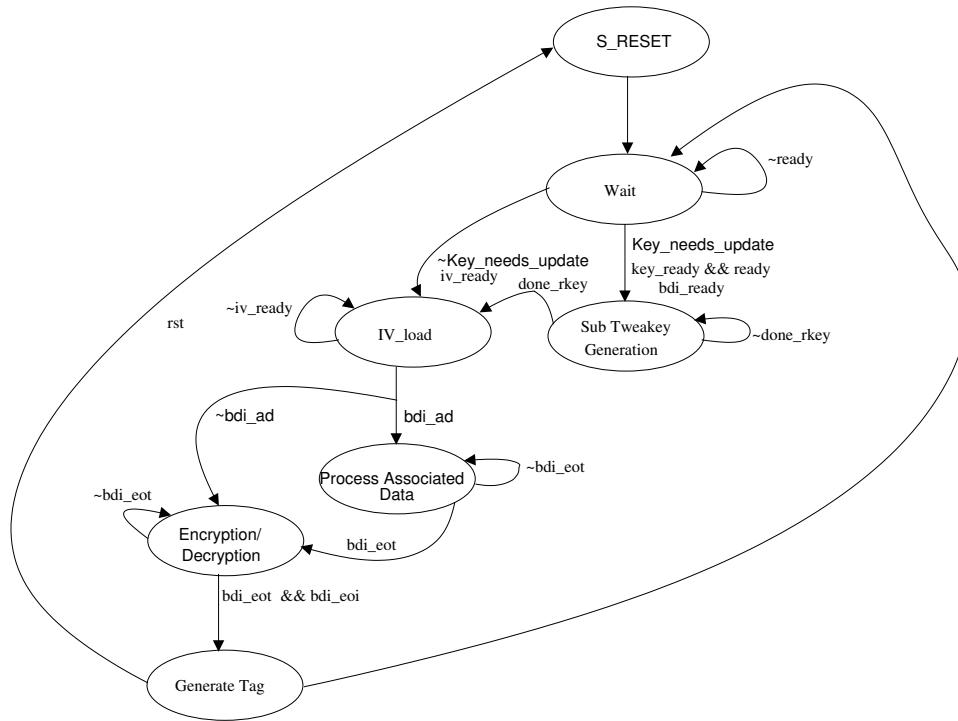 S_RESET
~ready
Wait
Key_needs_update
key_ready && ready
bdi_ready
~Key_needs_update
iv_ready
done_rkey
~iv_ready
rst
IV_load
Sub Tweakey
Generation
~done_rkey
~bdi_ad
bdi_ad
Process Associated
Data
~bdi_eot
~bdi_eot
Encryption/
Decryption
bdi_eot
bdi_eot && bdi_eoi
Generate Tag